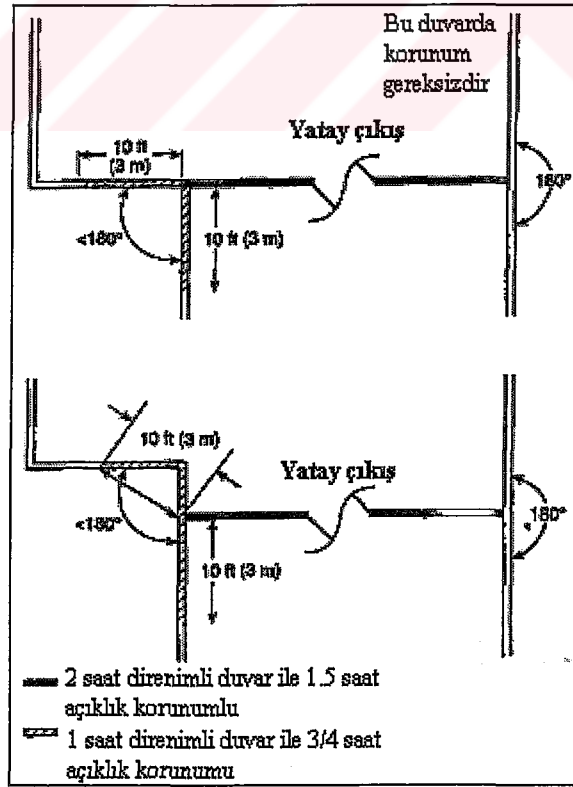 Bu duvarda
korunum
gereksizdir
Yatay çıkış
10 ft
(3 m)
180°
<180°
10 ft (3 m)
10 ft (3 m)
Yatay çıkış
<180°
180°
10 ft (3 m)
2 saat direnimli duvar ile 1.5 saat
açıklık korunumlu
1 saat direnimli duvar ile 3/4 saat
açıklık korunumu